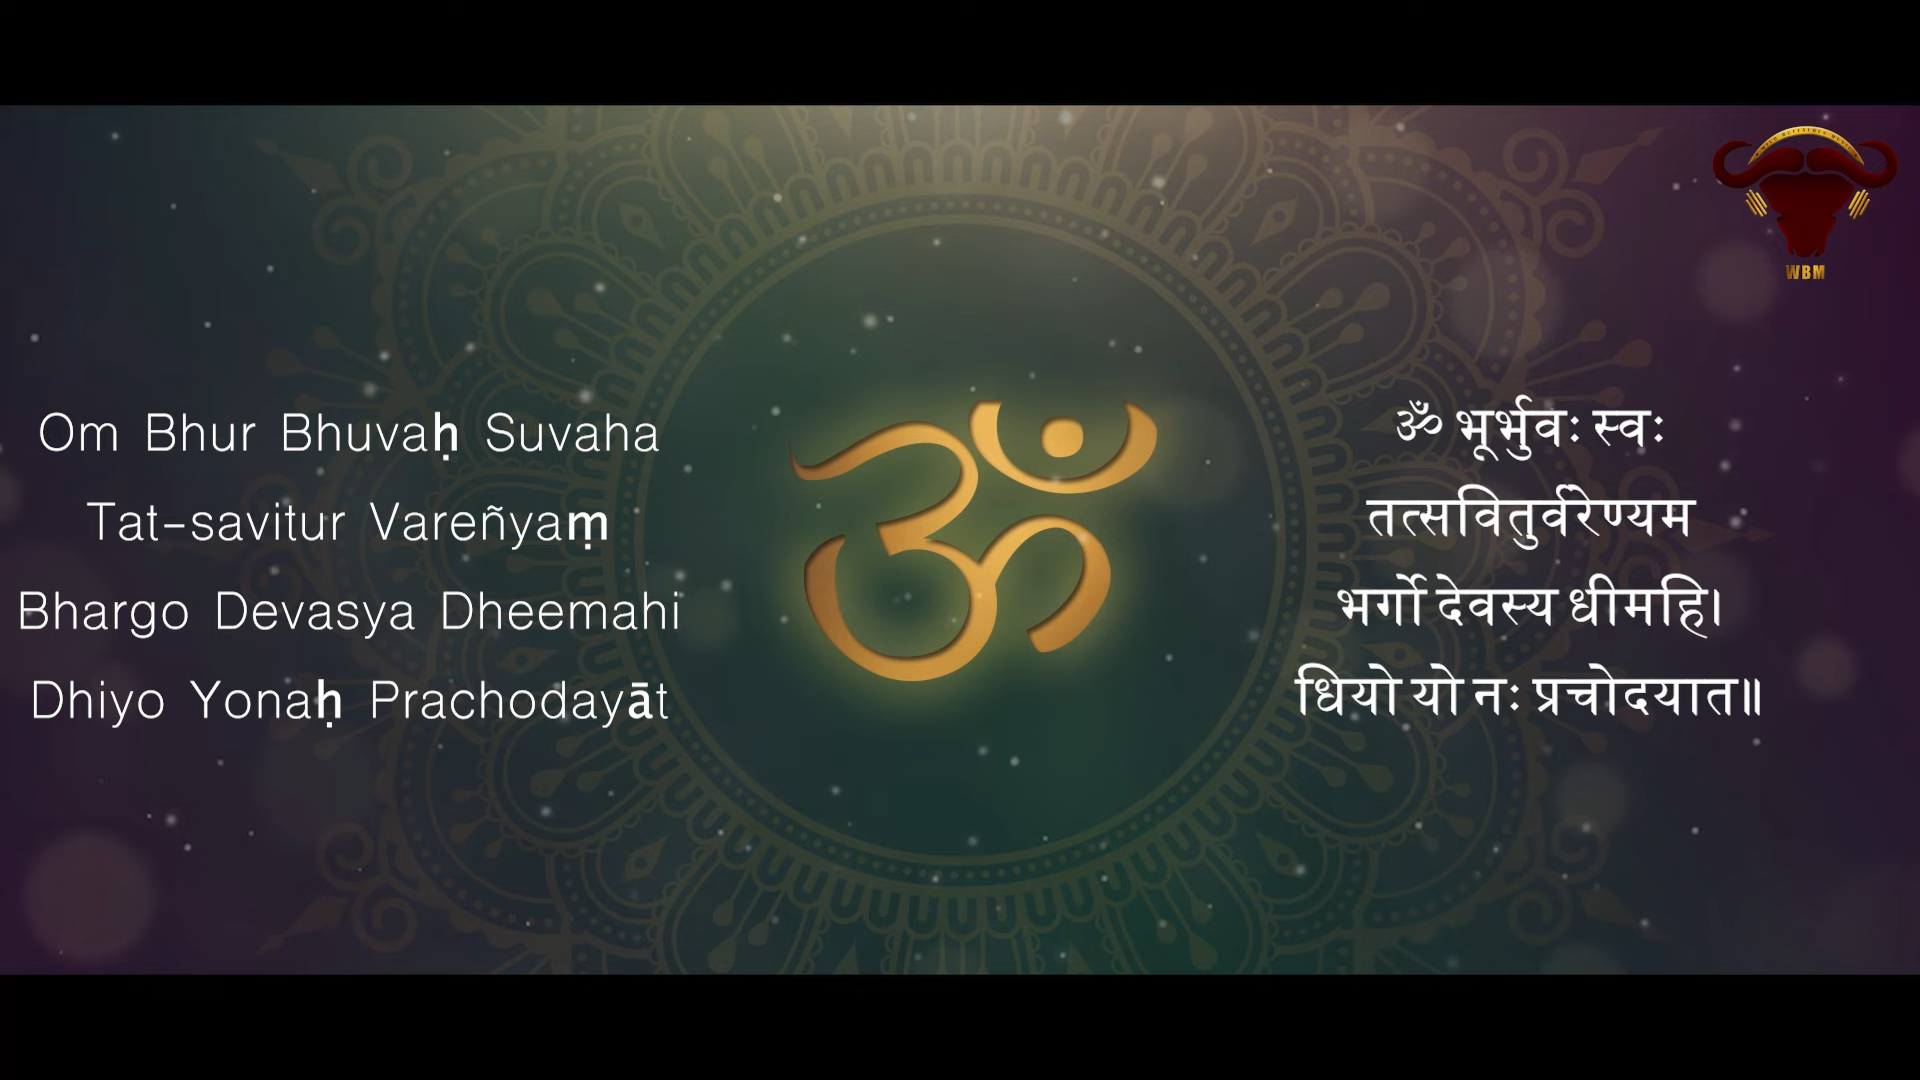 Om Bhur Bhuvaḥ Suvaha
Tat-savitur Vareñyaṃ
Bhargo Devasya Dheemahi
Dhiyo Yonaḥ Prachodayāt
ॐ
ॐ भूर्भुवः स्वः
तत्सवितुर्वरेण्यम
भर्गो देवस्य धीमहि।
धियो यो नः प्रचोदयात॥
WBM